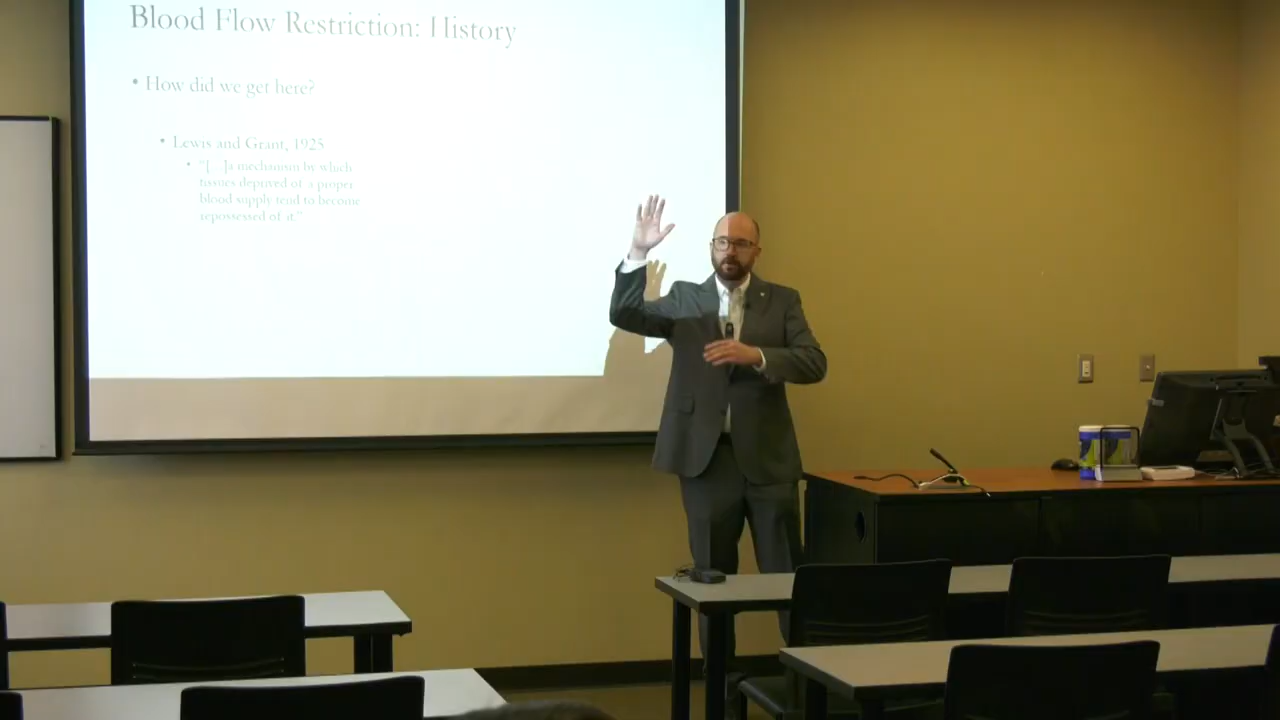 Blood Flow Restriction: History
• How did we get here?
• Lewis and Grant, 1925
• "[...]a mechanism by which
tissues deprived of a proper
blood supply tend to become
repossessed of it."